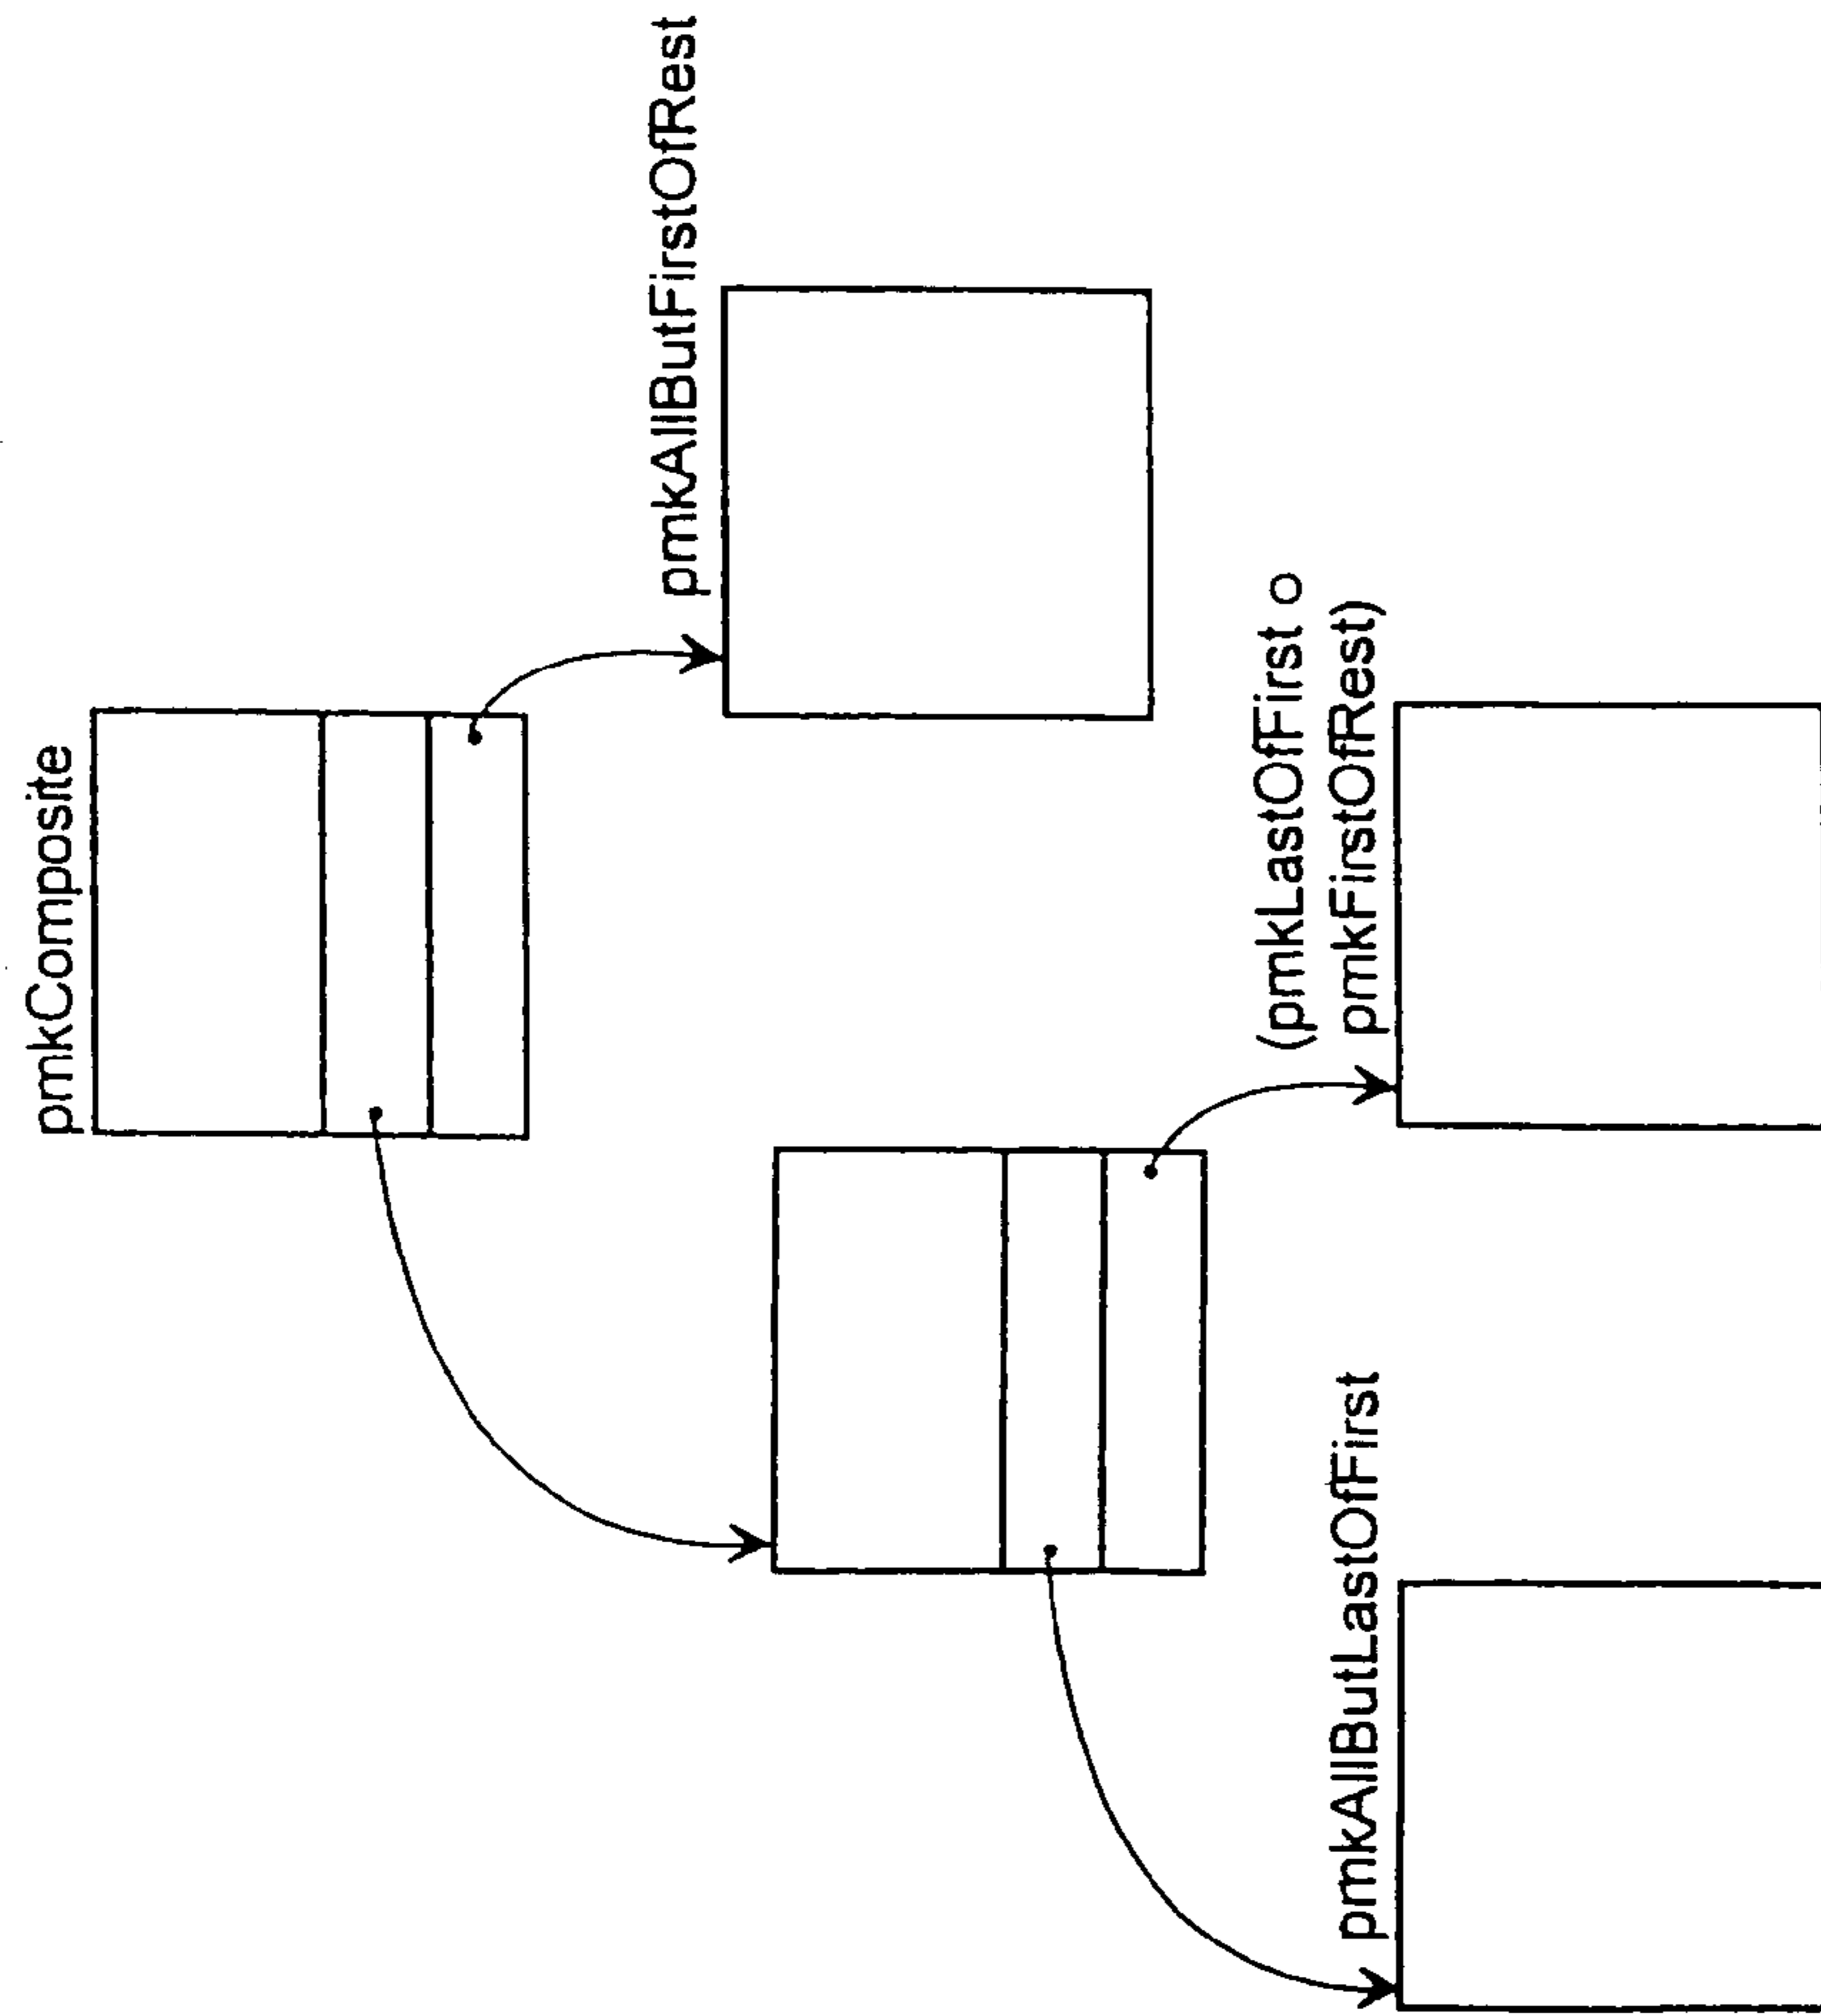 pmkComposite
pmkAllButFirstOfRest
(pmkLastOfFirst o
pmkFirstOfRest)
pmkAllButLastOfFirst